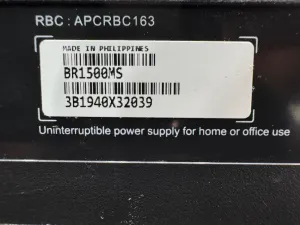 RBC : APCRBC163
MADE IN PHILIPPINES
BR1500MS
3B1940X32039
Uninterruptible power supply for home or office use